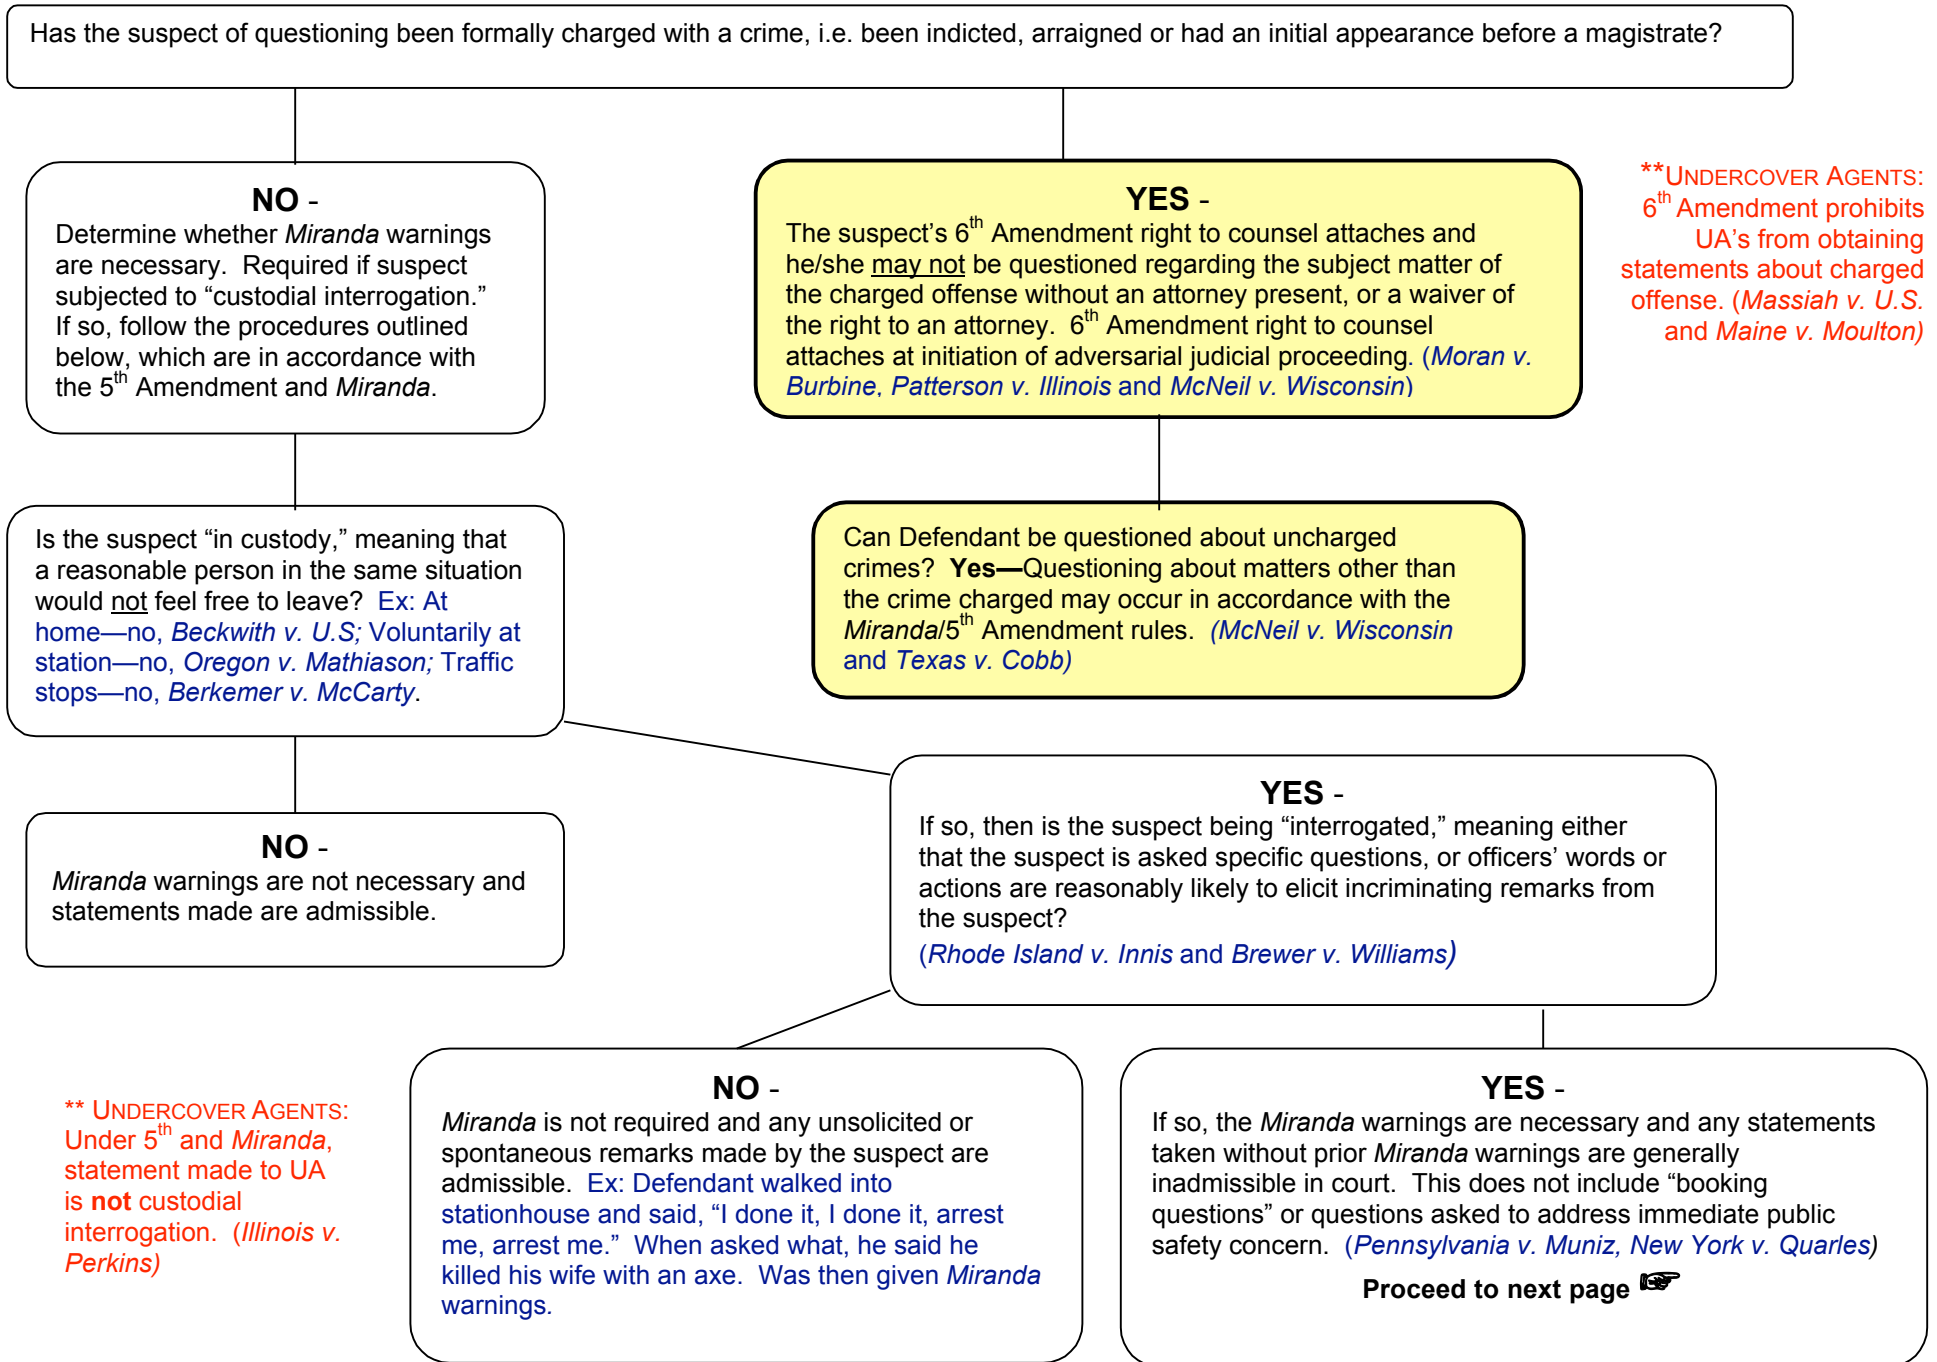 Has the suspect of questioning been formally charged with a crime, i.e. been indicted, arraigned or had an initial appearance before a magistrate?
NO -
Determine whether Miranda warnings
are necessary.  Required if suspect
subjected to “custodial interrogation.”
If so, follow the procedures outlined
below, which are in accordance with
the 5th Amendment and Miranda.
YES -
The suspect’s 6th Amendment right to counsel attaches and
he/she may not be questioned regarding the subject matter of
the charged offense without an attorney present, or a waiver of
the right to an attorney.  6th Amendment right to counsel
attaches at initiation of adversarial judicial proceeding. (Moran v.
Burbine, Patterson v. Illinois and McNeil v. Wisconsin)
**UNDERCOVER AGENTS:
6th Amendment prohibits
UA’s from obtaining
statements about charged
offense. (Massiah v. U.S.
and Maine v. Moulton)
Is the suspect “in custody,” meaning that
a reasonable person in the same situation
would not feel free to leave?  Ex: At
home—no, Beckwith v. U.S; Voluntarily at
station—no, Oregon v. Mathiason; Traffic
stops—no, Berkemer v. McCarty.
Can Defendant be questioned about uncharged
crimes?  Yes—Questioning about matters other than
the crime charged may occur in accordance with the
Miranda/5th Amendment rules.  (McNeil v. Wisconsin
and Texas v. Cobb)
NO -
Miranda warnings are not necessary and
statements made are admissible.
YES -
If so, then is the suspect being “interrogated,” meaning either
that the suspect is asked specific questions, or officers’ words or
actions are reasonably likely to elicit incriminating remarks from
the suspect?
(Rhode Island v. Innis and Brewer v. Williams)
** UNDERCOVER AGENTS:
Under 5th and Miranda,
statement made to UA
is not custodial
interrogation.  (Illinois v.
Perkins)
NO -
Miranda is not required and any unsolicited or
spontaneous remarks made by the suspect are
admissible.  Ex: Defendant walked into
stationhouse and said, “I done it, I done it, arrest
me, arrest me.”  When asked what, he said he
killed his wife with an axe.  Was then given Miranda
warnings.
YES -
If so, the Miranda warnings are necessary and any statements
taken without prior Miranda warnings are generally
inadmissible in court.  This does not include “booking
questions” or questions asked to address immediate public
safety concern.  (Pennsylvania v. Muniz, New York v. Quarles)
Proceed to next page ☞